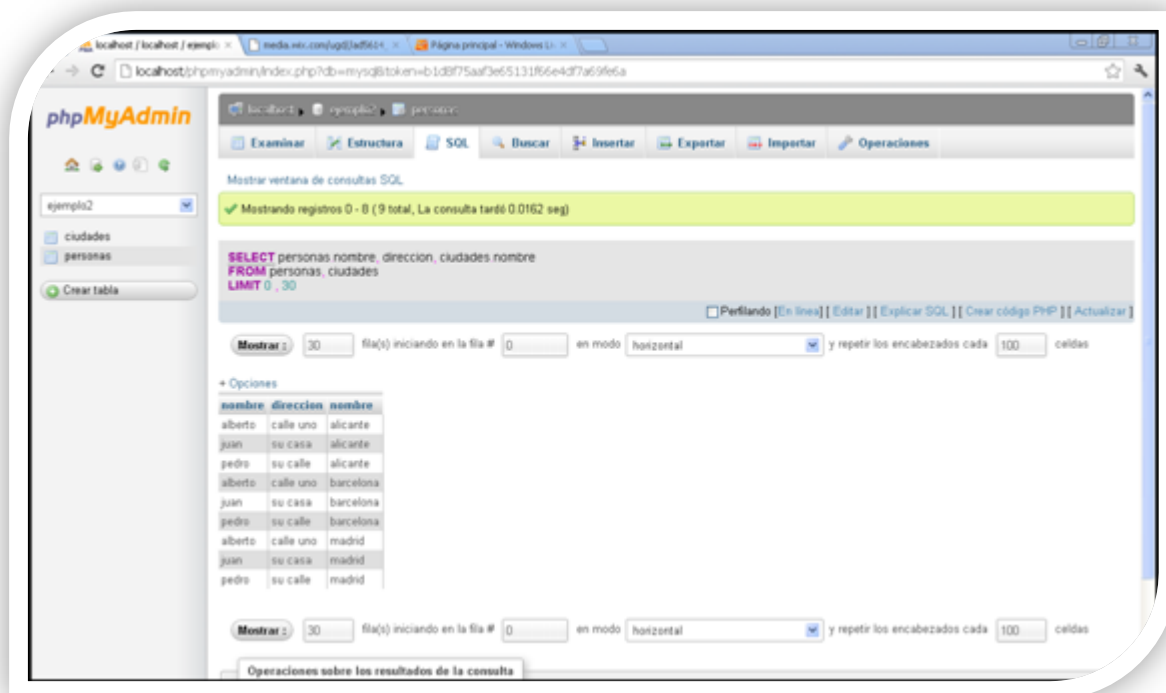 localhost / localhost / ejemplo
media.wix.com/ugd/
Página principal - Windows Li
localhost/phpmyadmin/index.php?db=mysql&token=b1d8f75aaf3e65131f66e4df7a69fe6a
phpMyAdmin
localhost ejemplo2 personas
Examinar Estructura SQL Buscar Insertar Exportar Importar Operaciones
Mostrar ventana de consultas SQL
ejemplo2
Mostrando registros 0 - 8 ( 9 total, La consulta tardó 0.0162 seg)
ciudades
personas
Crear tabla
SELECT personas nombre, direccion, ciudades nombre
FROM personas, ciudades
LIMIT 0 , 30
Perfilando [En línea] [ Editar ] [ Explicar SQL ] [ Crear código PHP ] [ Actualizar ]
Mostrar : 30 fila(s) iniciando en la fila # 0 en modo horizontal y repetir los encabezados cada 100 celdas
+ Opciones
nombre direccion nombre
alberto calle uno alicante
juan su casa alicante
pedro su calle alicante
alberto calle uno barcelona
juan su casa barcelona
pedro su calle barcelona
alberto calle uno madrid
juan su casa madrid
pedro su calle madrid
Mostrar : 30 fila(s) iniciando en la fila # 0 en modo horizontal y repetir los encabezados cada 100 celdas
Operaciones sobre los resultados de la consulta